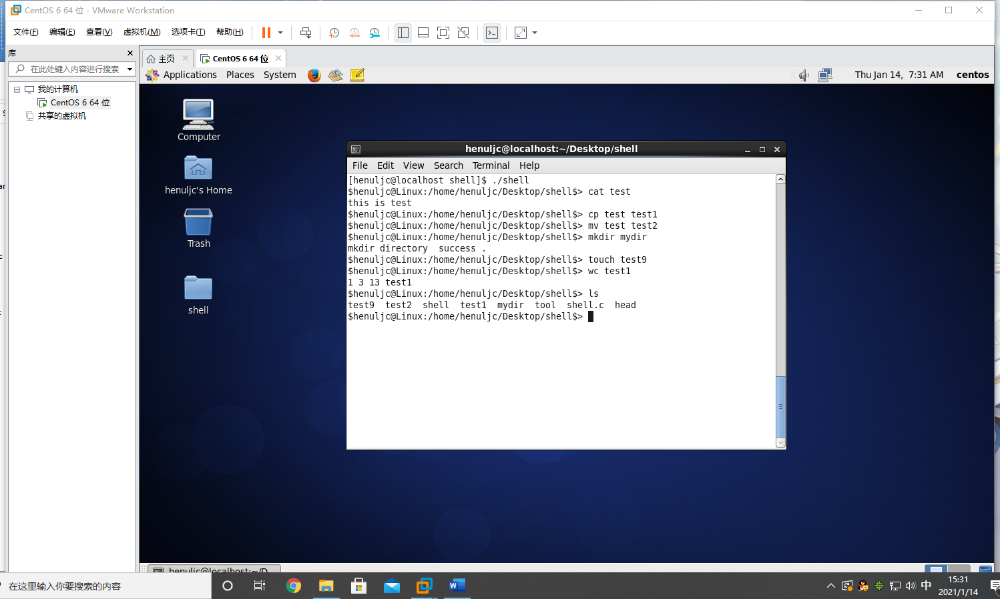 CentOS 6 64 位 - VMware Workstation
文件(F) 编辑(E) 查看(V) 虚拟机(M) 选项卡(T) 帮助(H)
库
在此处键入内容进行搜索
我的计算机
CentOS 6 64 位
共享的虚拟机
主页
CentOS 6 64 位
Applications Places System
Thu Jan 14, 7:31 AM centos
Computer
henuljc's Home
Trash
shell
henuljc@localhost:~/Desktop/shell
File Edit View Search Terminal Help
[henuljc@localhost shell]$ ./shell
$henuljc@Linux:/home/henuljc/Desktop/shell$> cat test
this is test
$henuljc@Linux:/home/henuljc/Desktop/shell$> cp test test1
$henuljc@Linux:/home/henuljc/Desktop/shell$> mv test test2
$henuljc@Linux:/home/henuljc/Desktop/shell$> mkdir mydir
mkdir directory  success .
$henuljc@Linux:/home/henuljc/Desktop/shell$> touch test9
$henuljc@Linux:/home/henuljc/Desktop/shell$> wc test1
1 3 13 test1
$henuljc@Linux:/home/henuljc/Desktop/shell$> ls
test9  test2  shell  test1  mydir  tool  shell.c  head
$henuljc@Linux:/home/henuljc/Desktop/shell$>
henuljc@localhost:~/D
在这里输入你要搜索的内容
中
15:31
2021/1/14